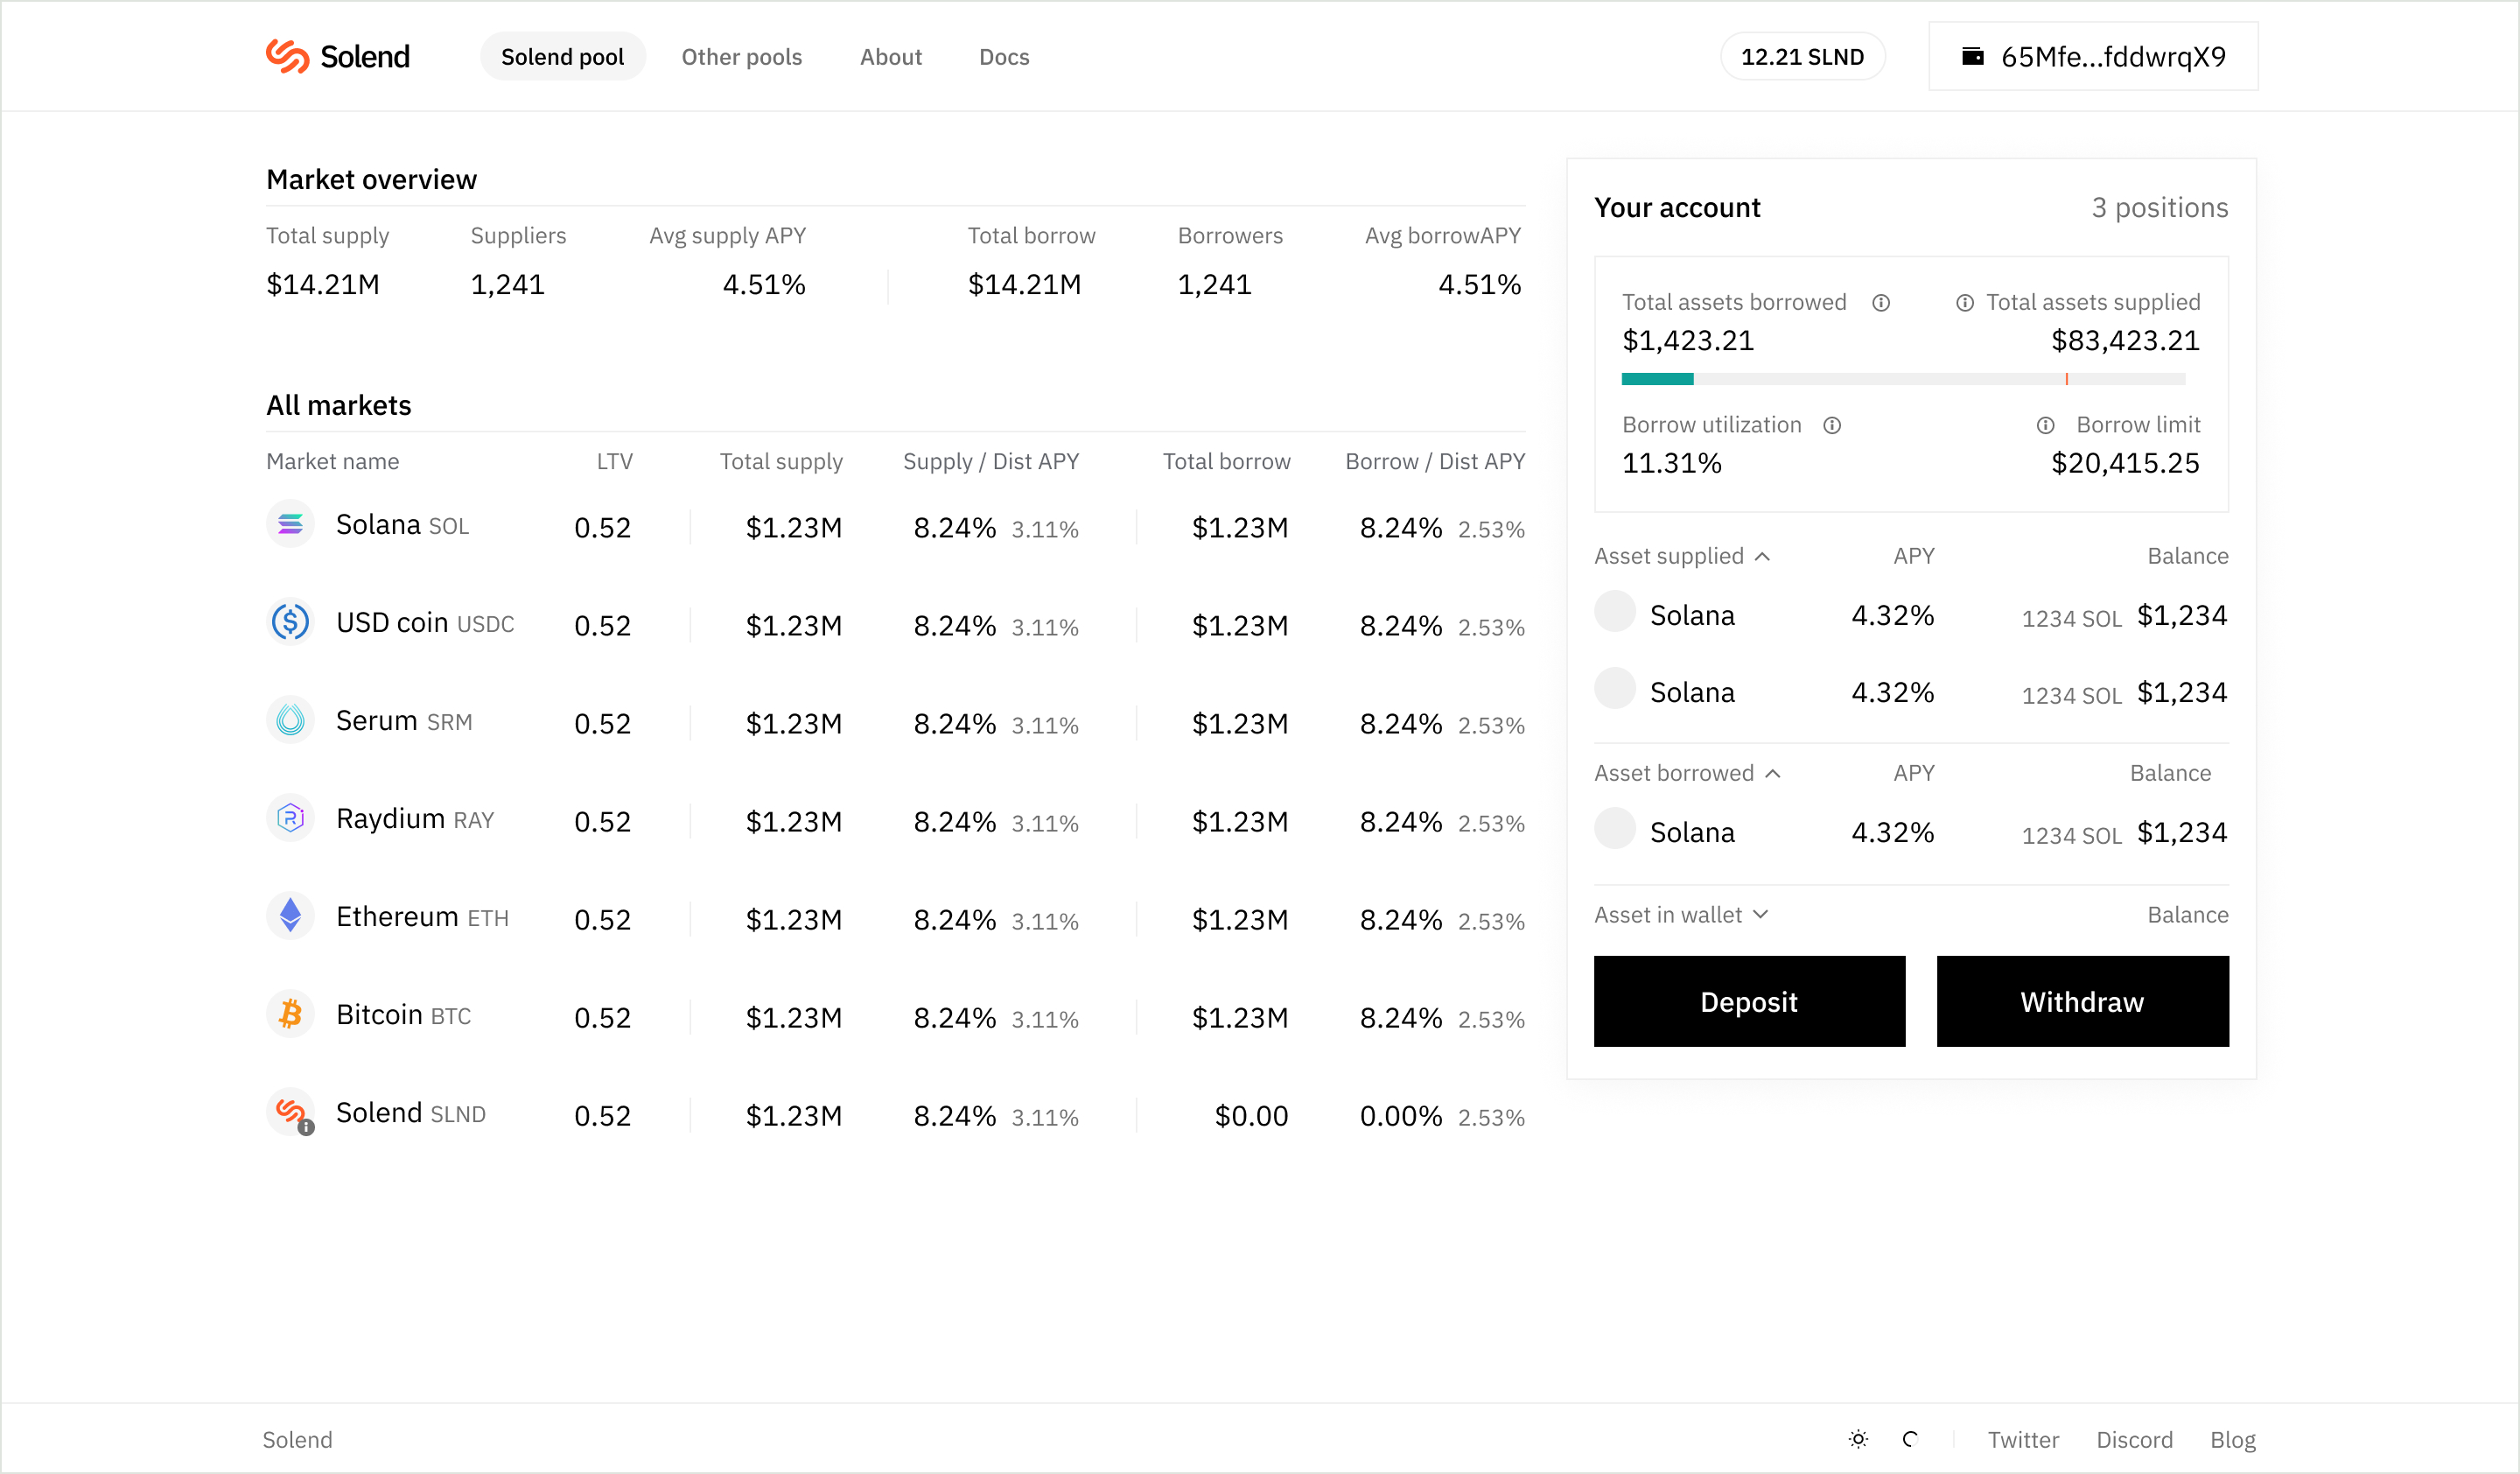 Solend Solend pool Other pools About Docs 12.21 SLND 65Mfe...fddwrqX9
Market overview
Total supply Suppliers Avg supply APY Total borrow Borrowers Avg borrowAPY
$14.21M 1,241 4.51% $14.21M 1,241 4.51%
All markets
Market name LTV Total supply Supply / Dist APY Total borrow Borrow / Dist APY
Solana SOL 0.52 $1.23M 8.24% 3.11% $1.23M 8.24% 2.53%
USD coin USDC 0.52 $1.23M 8.24% 3.11% $1.23M 8.24% 2.53%
Serum SRM 0.52 $1.23M 8.24% 3.11% $1.23M 8.24% 2.53%
Raydium RAY 0.52 $1.23M 8.24% 3.11% $1.23M 8.24% 2.53%
Ethereum ETH 0.52 $1.23M 8.24% 3.11% $1.23M 8.24% 2.53%
Bitcoin BTC 0.52 $1.23M 8.24% 3.11% $1.23M 8.24% 2.53%
Solend SLND 0.52 $1.23M 8.24% 3.11% $0.00 0.00% 2.53%
Your account 3 positions
Total assets borrowed Total assets supplied
$1,423.21 $83,423.21
Borrow utilization Borrow limit
11.31% $20,415.25
Asset supplied APY Balance
Solana 4.32% 1234 SOL $1,234
Solana 4.32% 1234 SOL $1,234
Asset borrowed APY Balance
Solana 4.32% 1234 SOL $1,234
Asset in wallet Balance
Deposit Withdraw
Solend Twitter Discord Blog